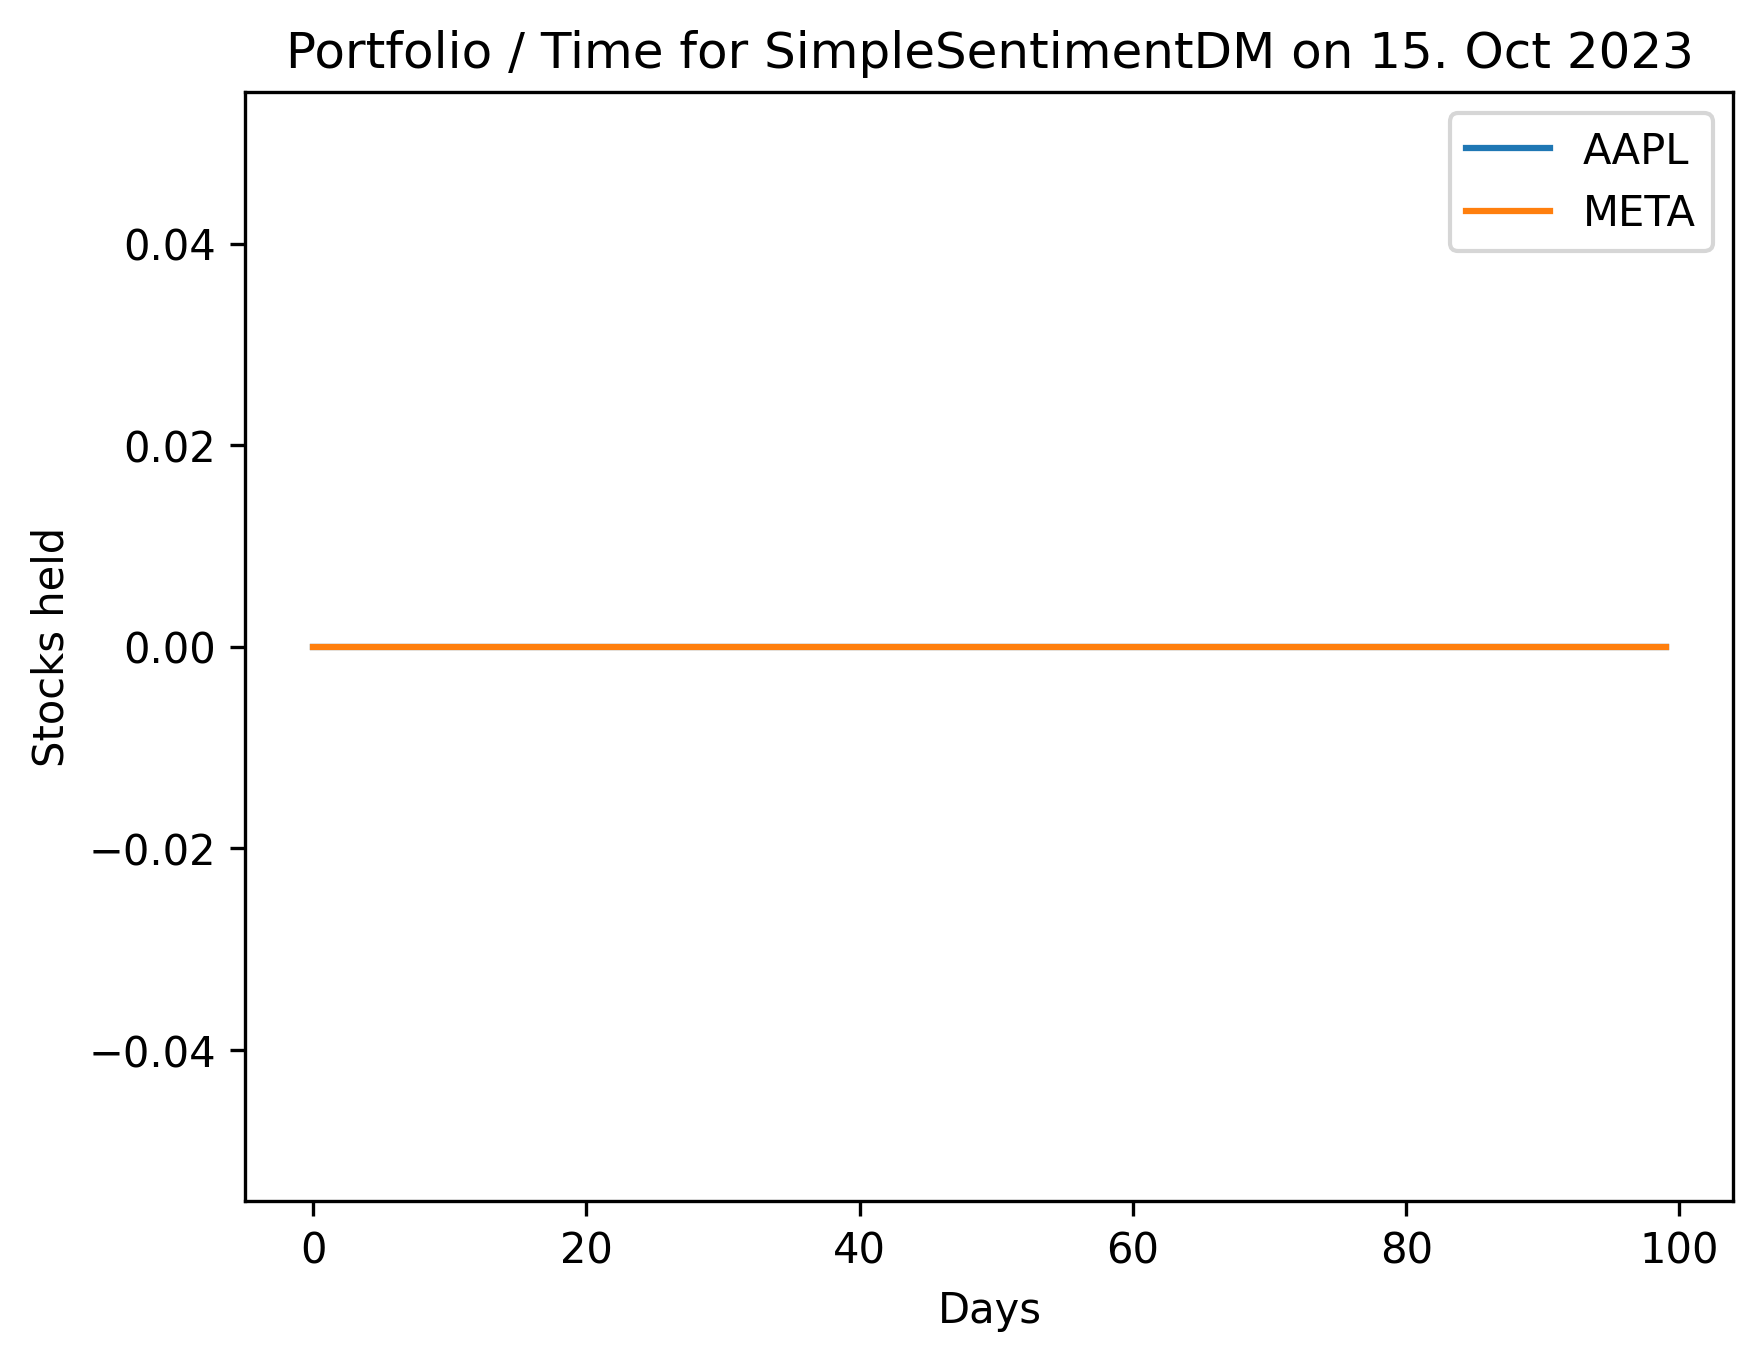 Portfolio / Time for SimpleSentimentDM on 15. Oct 2023
AAPL
META
0.04
0.02
0.00
−0.02
−0.04
Stocks held
0 20 40 60 80 100
Days